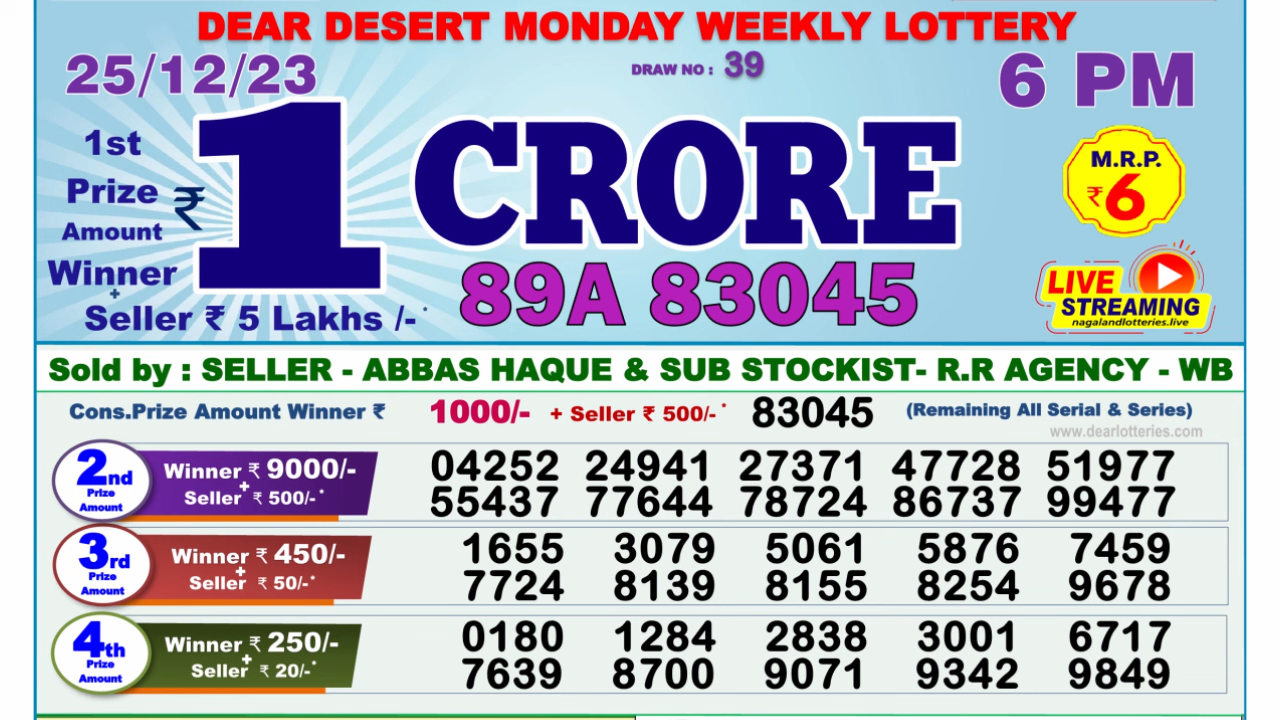 DEAR DESERT MONDAY WEEKLY LOTTERY
25/12/23
DRAW NO : 39
6 PM
1st
Prize
Amount
Winner
+
Seller ₹ 5 Lakhs /-*
₹ 1 CRORE
89A 83045
M.R.P.
₹6
LIVE
STREAMING
nagalandlotteries.live
Sold by : SELLER - ABBAS HAQUE & SUB STOCKIST- R.R AGENCY - WB
Cons.Prize Amount Winner ₹ 1000/- + Seller ₹ 500/-* 83045 (Remaining All Serial & Series)
www.dearlotteries.com
2nd
Prize
Amount
Winner ₹ 9000/-
+
Seller ₹ 500/-*
04252 24941 27371 47728 51977
55437 77644 78724 86737 99477
3rd
Prize
Amount
Winner ₹ 450/-
+
Seller ₹ 50/-*
1655 3079 5061 5876 7459
7724 8139 8155 8254 9678
4th
Prize
Amount
Winner ₹ 250/-
+
Seller ₹ 20/-*
0180 1284 2838 3001 6717
7639 8700 9071 9342 9849